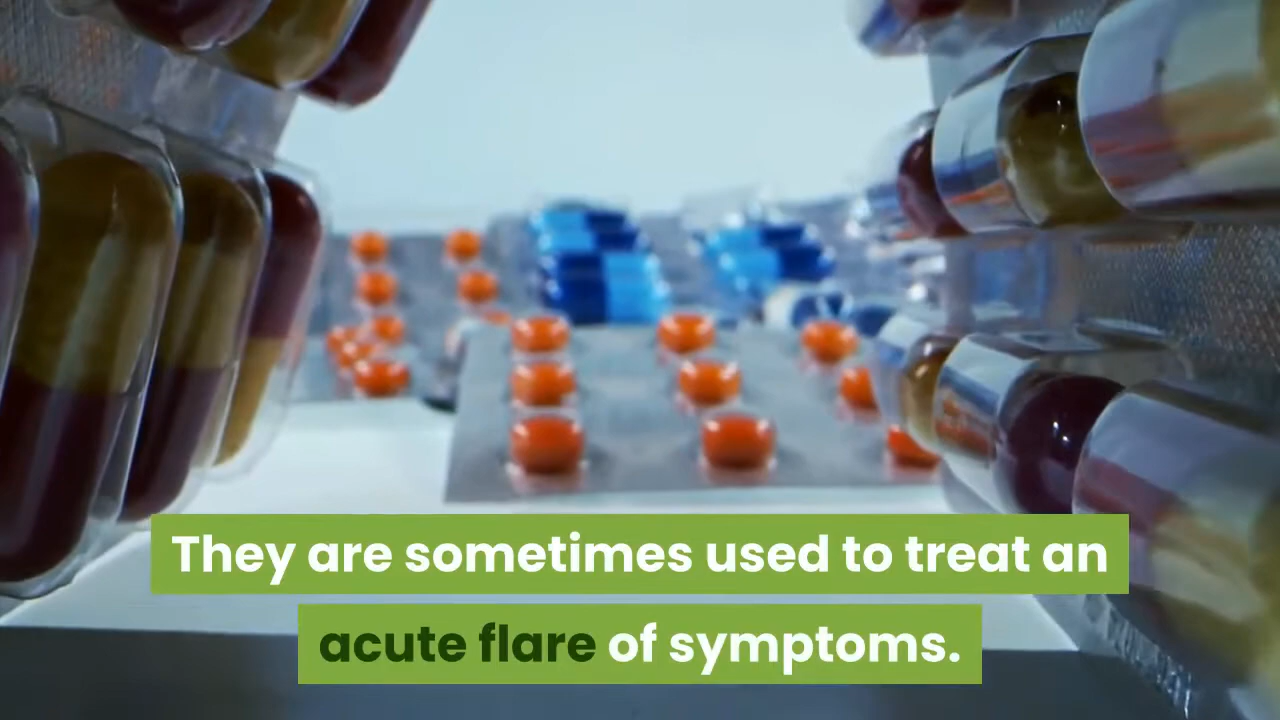 They are sometimes used to treat an
acute flare of symptoms.